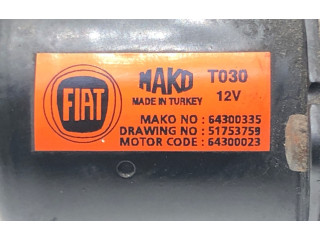 FIAT
MAKO T030
MADE IN TURKEY 12V
MAKO NO : 64300335
DRAWING NO : 51753759
MOTOR CODE : 64300023